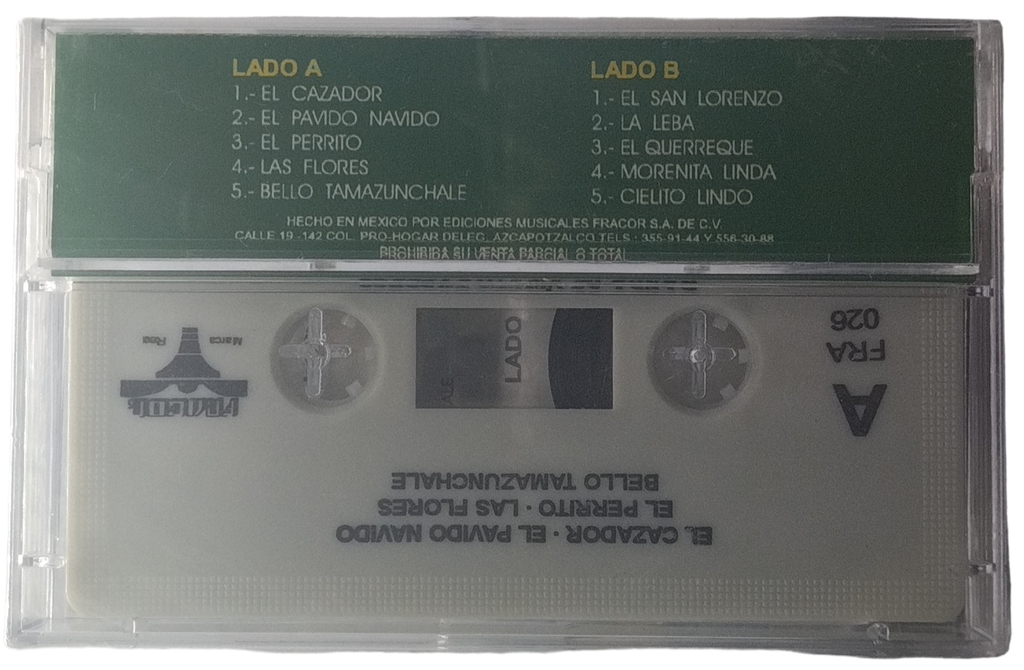 LADO A
1.- EL CAZADOR
2.- EL PAVIDO NAVIDO
3.- EL PERRITO
4.- LAS FLORES
5.- BELLO TAMAZUNCHALE
LADO B
1.- EL SAN LORENZO
2.- LA LEBA
3.- EL QUERREQUE
4.- MORENITA LINDA
5.- CIELITO LINDO
HECHO EN MEXICO POR EDICIONES MUSICALES FRACOR S.A. DE C.V.
CALLE 19 -142 COL. PRO-HOGAR DELEG. AZCAPOTZALCO TELS.: 355-91-44 Y 556-30-88
PROHIBIDA SU VENTA PARCIAL O TOTAL
A
FRA
026
LADO
Marca Reg
EL CAZADOR · EL PAVIDO NAVIDO
EL PERRITO · LAS FLORES
BELLO TAMAZUNCHALE